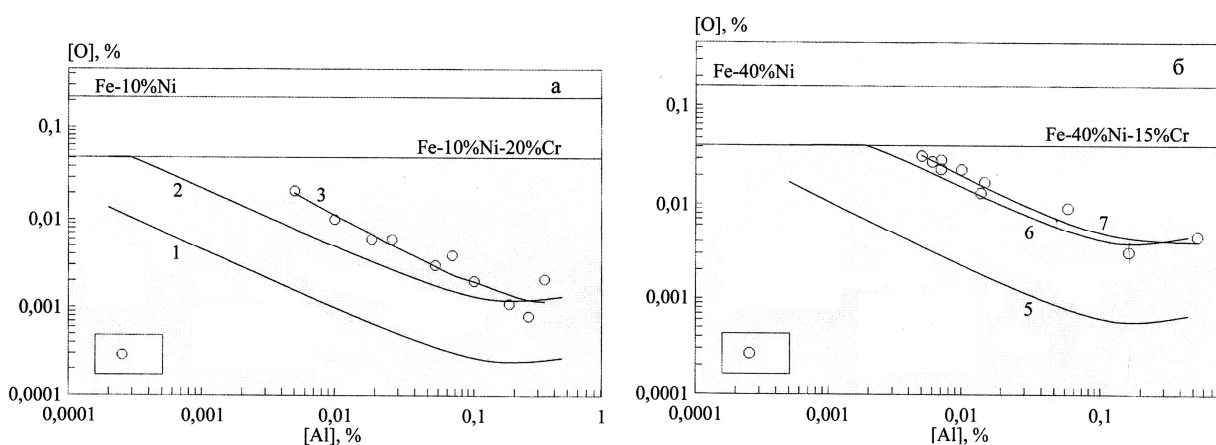 [O], %
Fe-10%Ni
а
0,1
Fe-10%Ni-20%Cr
2
3
0,01
1
0,001
0,0001
0,0001
0,001
0,01
0,1
1
[Al], %
[O], %
Fe-40%Ni
б
0,1
Fe-40%Ni-15%Cr
0,01
7
6
0,001
5
0,0001
0,0001
0,001
0,01
0,1
[Al], %